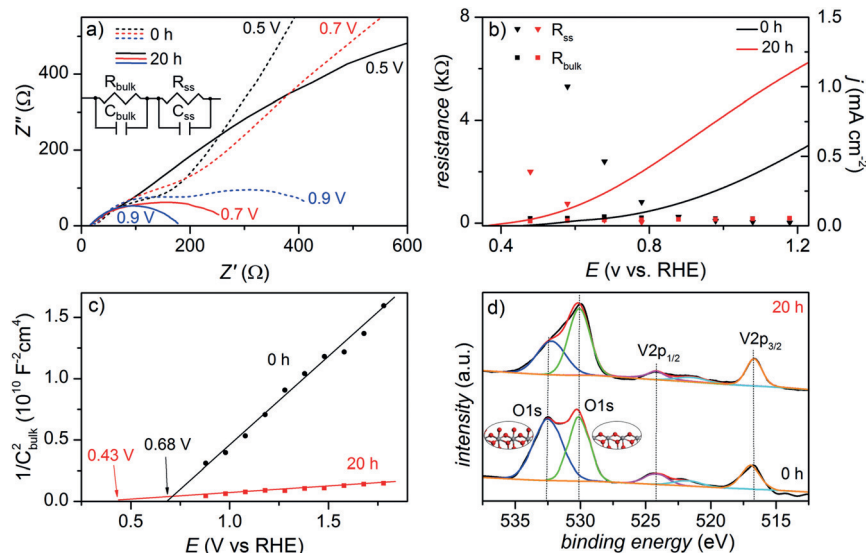 a)
0 h
20 h
0.5 V
0.7 V
0.5 V
0.9 V
0.7 V
0.9 V
R_bulk
R_ss
C_bulk
C_ss
400
200
0
Z'' (Ω)
0 200 400 600
Z' (Ω)
b)
R_ss
R_bulk
0 h
20 h
8
6
4
2
0
resistance (kΩ)
1.5
1.0
0.5
0.0
j (mA cm⁻²)
0.4 0.8 1.2
E (v vs. RHE)
c)
0 h
20 h
0.43 V
0.68 V
1.5
1.0
0.5
0.0
1/C²_bulk (10¹⁰ F⁻²cm4)
0.5 1.0 1.5
E (V vs RHE)
d)
20 h
V2p_1/2
V2p_3/2
O1s
O1s
0 h
intensity (a.u.)
535 530 525 520 515
binding energy (eV)